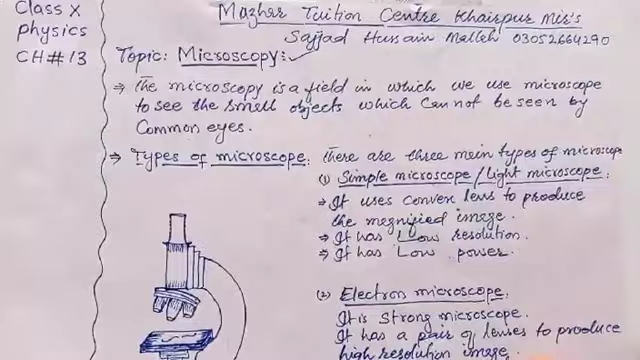 Class X
physics
CH#13
Mazher Tuition Centre Khairpur Mir's
Sajjad Hussain Malleh 03052664290
Topic: Microscopy:
⇒ The microscopy is a field in which we use microscope
to see the small objects which can not be seen by
Common eyes.
⇒ Types of microscope: There are three main types of microscope
(1) Simple microscope/Light microscope:
⇒ It uses convex lens to produce
the megnified image.
⇒ It has Low resolution.
⇒ It has Low power.
(2) Electron microscope:
It is Strong microscope.
It has a pair of lenses to produce
high resolution image.